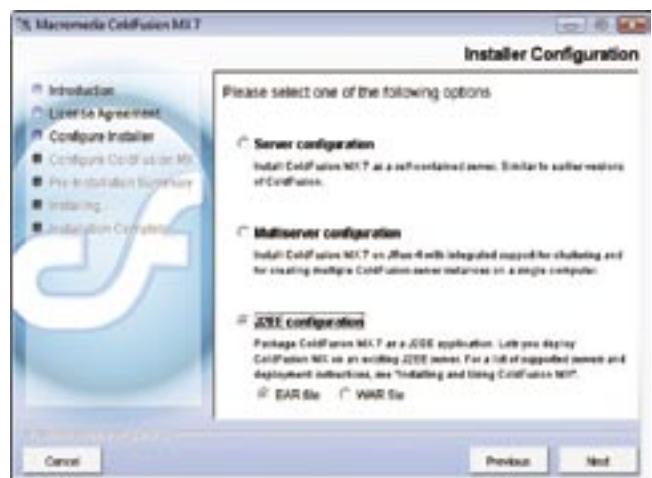 Macromedia ColdFusion MX 7
Installer Configuration
Introduction
License Agreement
Configure Installer
Configure ColdFusion MX
Pre-Installation Summary
Installing
Installation Complete
Please select one of the following options
Server configuration
Install ColdFusion MX 7 as a self-contained server. Similar to earlier versions
of ColdFusion.
Multiserver configuration
Install ColdFusion MX 7 on JRun 4 with integrated support for clustering and
for creating multiple ColdFusion server instances on a single computer.
J2EE configuration
Package ColdFusion MX 7 as a J2EE application. Lets you deploy
ColdFusion MX on an existing J2EE server. For a list of supported servers and
deployment instructions, see "Installing and Using ColdFusion MX".
EAR file
WAR file
Cancel
Previous
Next